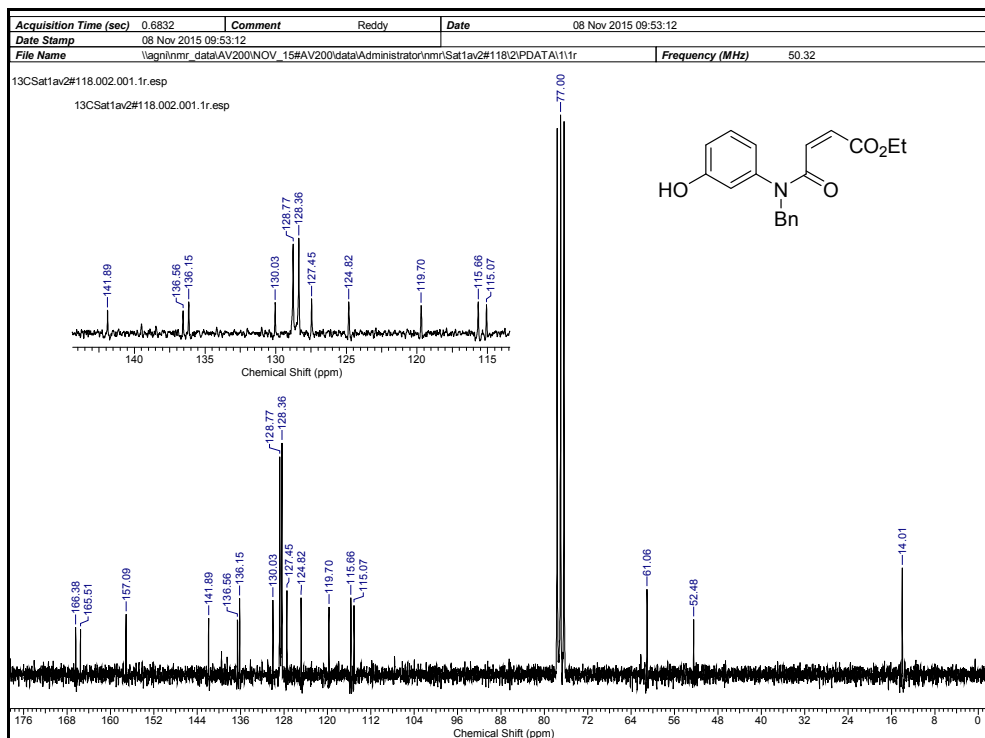 Acquisition Time (sec) 0.6832 Comment Reddy Date 08 Nov 2015 09:53:12
Date Stamp 08 Nov 2015 09:53:12
File Name \\agni\nmr_data\AV200\NOV_15#AV200\data\Administrator\nmr\Sat1av2#118\2\PDATA\1\1r Frequency (MHz) 50.32
13CSat1av2#118.002.001.1r.esp
13CSat1av2#118.002.001.1r.esp
77.00
CO2Et
HO
N
O
Bn
141.89 136.56 136.15 130.03 128.77 128.36 127.45 124.82 119.70 115.66 115.07
140 135 130 125 120 115
Chemical Shift (ppm)
166.38 165.51 157.09 141.89 136.56 136.15 130.03 128.77 128.36 127.45 124.82 119.70 115.66 115.07 61.06 52.48 14.01
176 168 160 152 144 136 128 120 112 104 96 88 80 72 64 56 48 40 32 24 16 8 0
Chemical Shift (ppm)